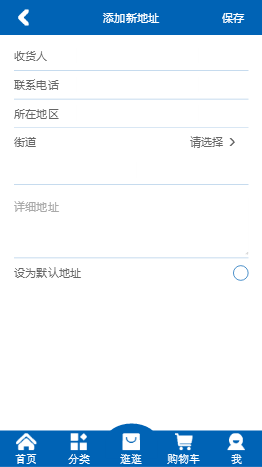 添加新地址 保存
收货人
联系电话
所在地区
街道 请选择
详细地址
设为默认地址
首页 分类 逛逛 购物车 我